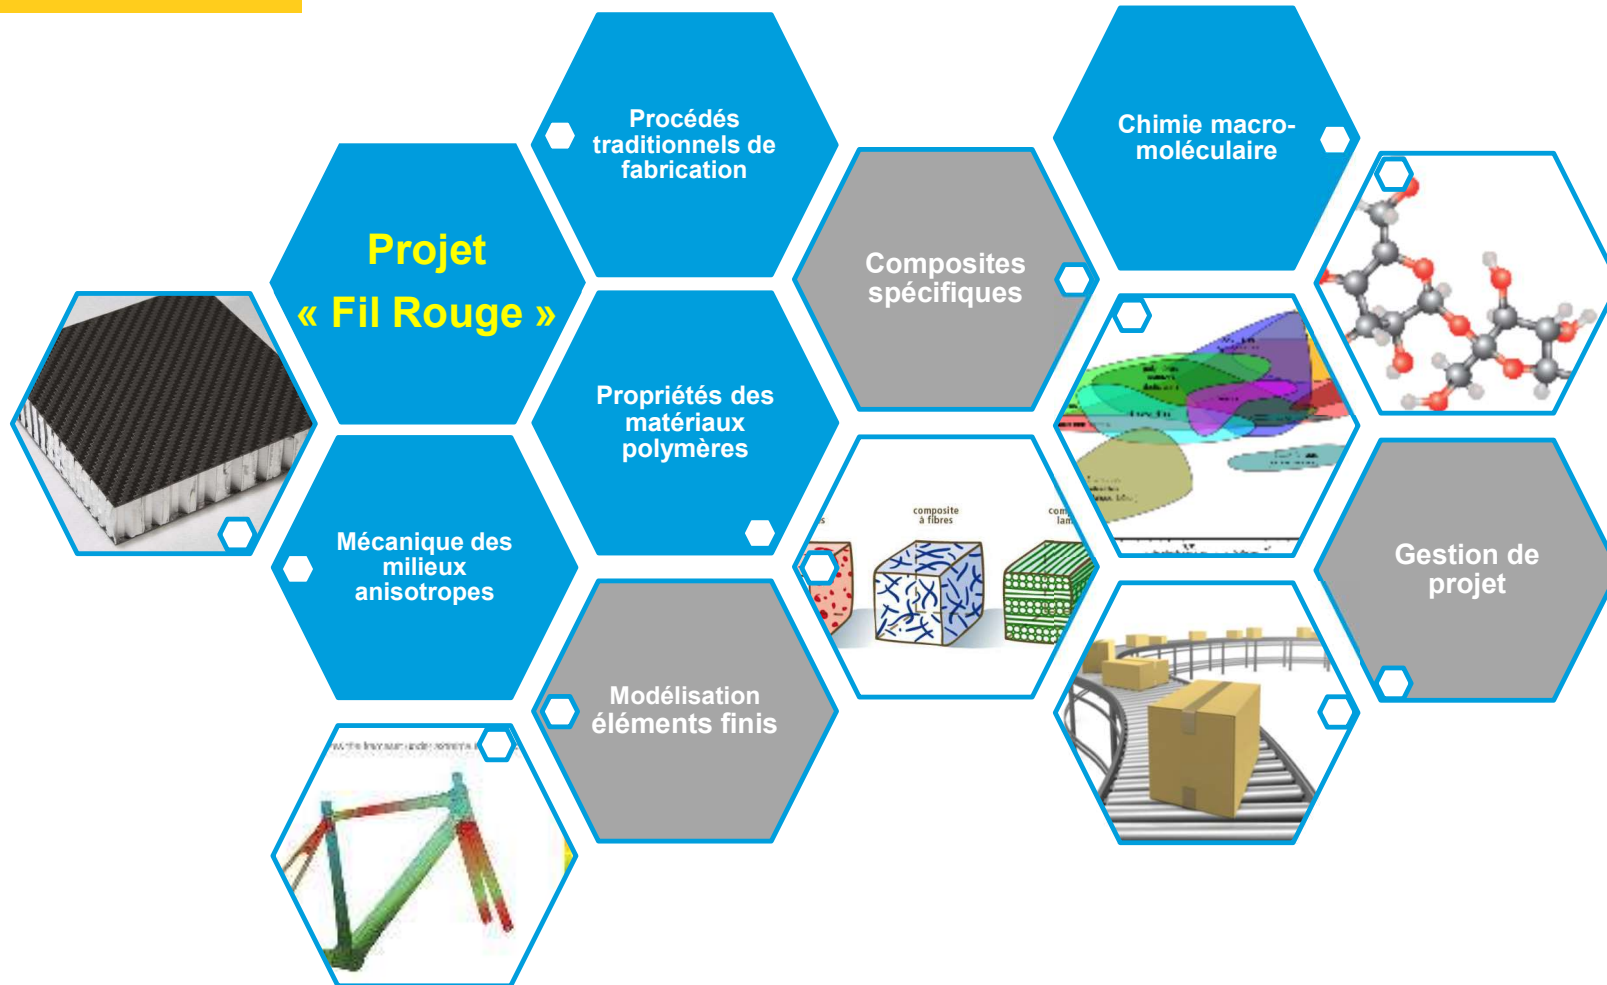 Procédés
traditionnels de
fabrication
Chimie macro-
moléculaire
Projet
« Fil Rouge »
Composites
spécifiques
Propriétés des
matériaux
polymères
Mécanique des
milieux
anisotropes
composite
à fibres
Gestion de
projet
Modélisation
éléments finis